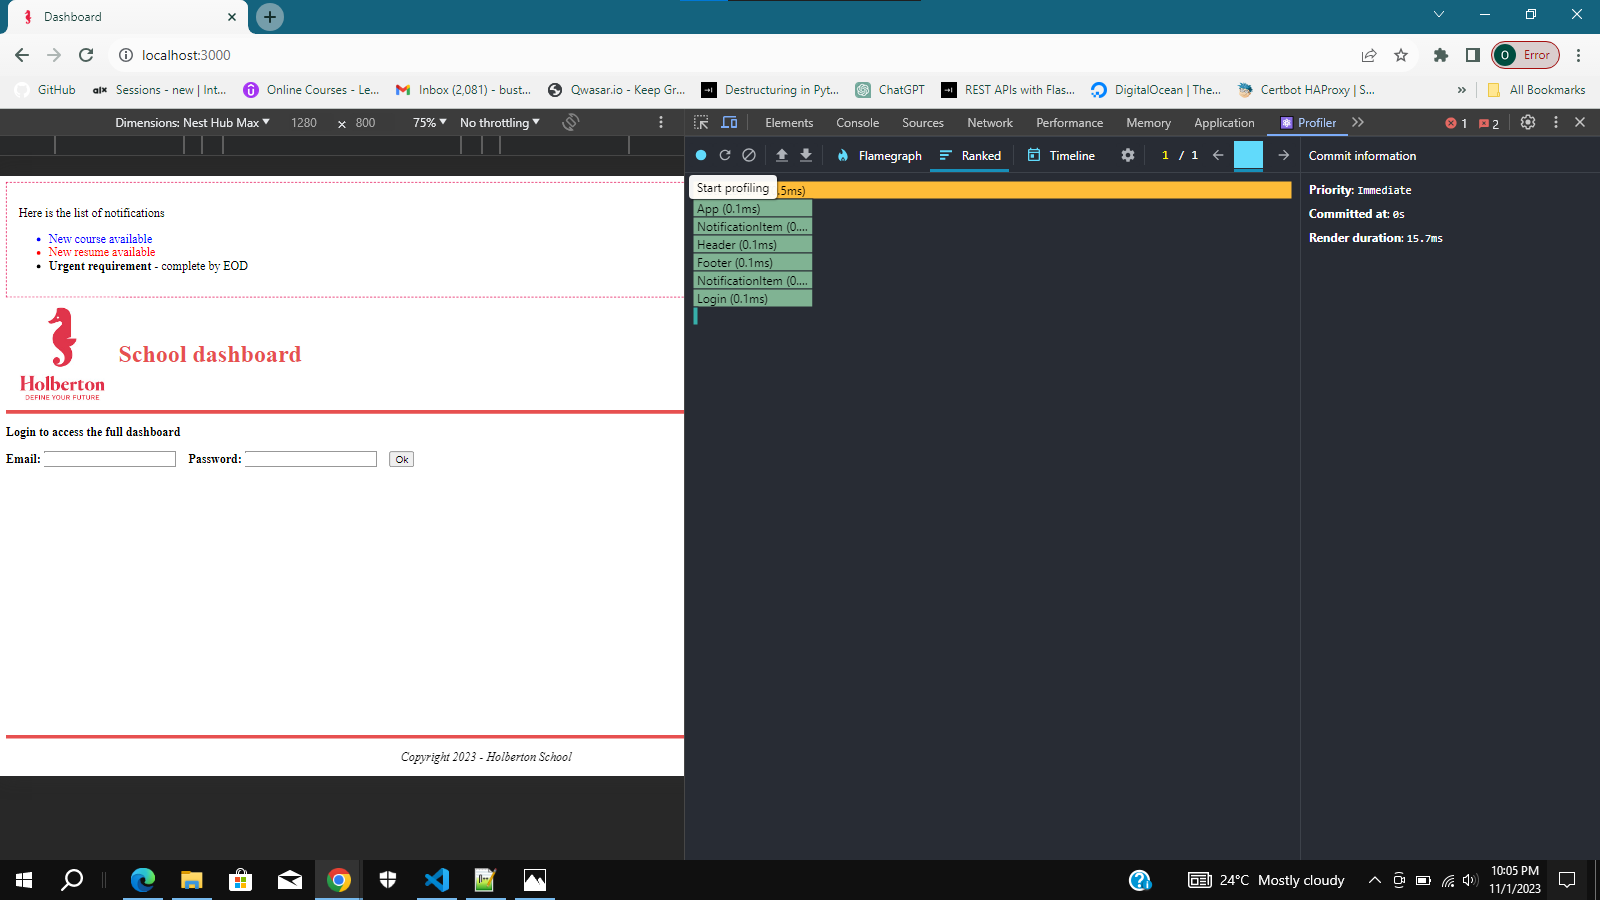 Dashboard
localhost:3000
O Error
GitHub
Sessions - new | Int...
Online Courses - Le...
Inbox (2,081) - bust...
Qwasar.io - Keep Gr...
Destructuring in Pyt...
ChatGPT
REST APIs with Flas...
DigitalOcean | The...
Certbot HAProxy | S...
»
All Bookmarks
Dimensions: Nest Hub Max 1280 × 800 75% No throttling
Elements Console Sources Network Performance Memory Application Profiler 1 2
Flamegraph Ranked Timeline 1 / 1
Commit information
Start profiling
.5ms)
App (0.1ms)
NotificationItem (0....
Header (0.1ms)
Footer (0.1ms)
NotificationItem (0....
Login (0.1ms)
Priority: Immediate
Committed at: 0s
Render duration: 15.7ms
Here is the list of notifications
New course available
New resume available
Urgent requirement - complete by EOD
Holberton
DEFINE YOUR FUTURE
School dashboard
Login to access the full dashboard
Email: Password: Ok
Copyright 2023 - Holberton School
24°C Mostly cloudy
10:05 PM
11/1/2023